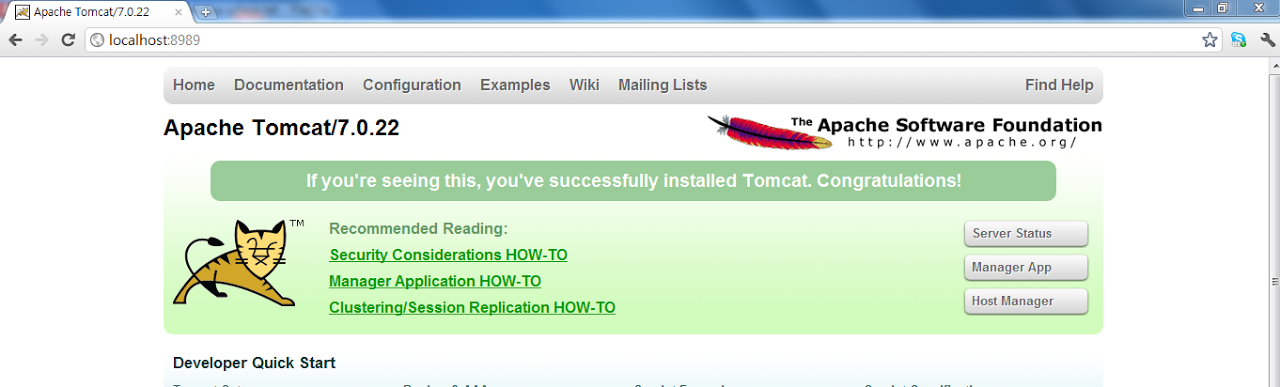 Apache Tomcat/7.0.22
localhost:8989
Home Documentation Configuration Examples Wiki Mailing Lists Find Help
Apache Tomcat/7.0.22
The Apache Software Foundation
http://www.apache.org/
If you're seeing this, you've successfully installed Tomcat. Congratulations!
TM
Recommended Reading:
Security Considerations HOW-TO
Manager Application HOW-TO
Clustering/Session Replication HOW-TO
Server Status
Manager App
Host Manager
Developer Quick Start